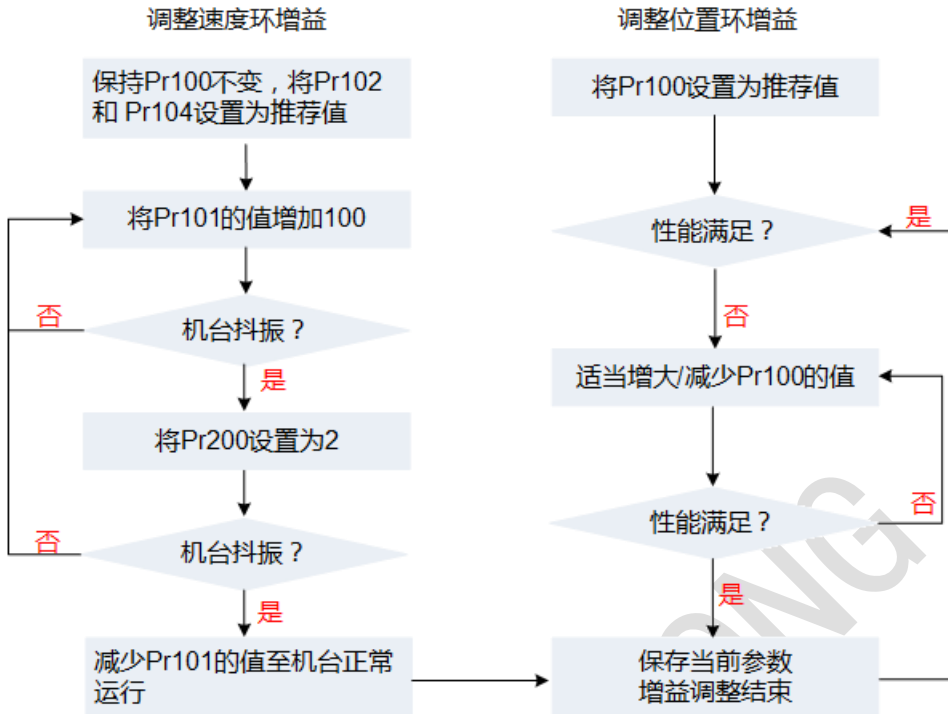 调整速度环增益
保持Pr100不变，将Pr102
和 Pr104设置为推荐值
将Pr101的值增加100
机台抖振？
否
是
将Pr200设置为2
机台抖振？
否
是
减少Pr101的值至机台正常
运行
调整位置环增益
将Pr100设置为推荐值
性能满足？
是
否
适当增大/减少Pr100的值
性能满足？
否
是
保存当前参数
增益调整结束